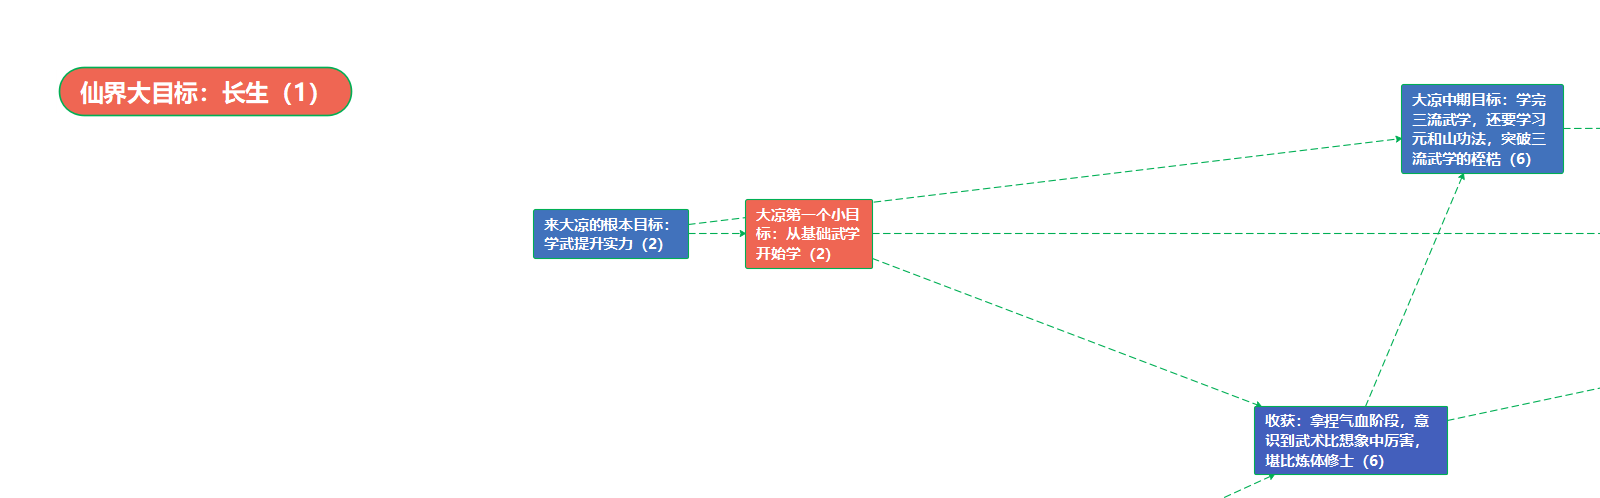 仙界大目标：长生（1）
大凉中期目标：学完
三流武学，还要学习
元和山功法，突破三
流武学的桎梏（6）
来大凉的根本目标：
学武提升实力（2）
大凉第一个小目
标：从基础武学
开始学（2）
收获：拿捏气血阶段，意
识到武术比想象中厉害，
堪比炼体修士（6）